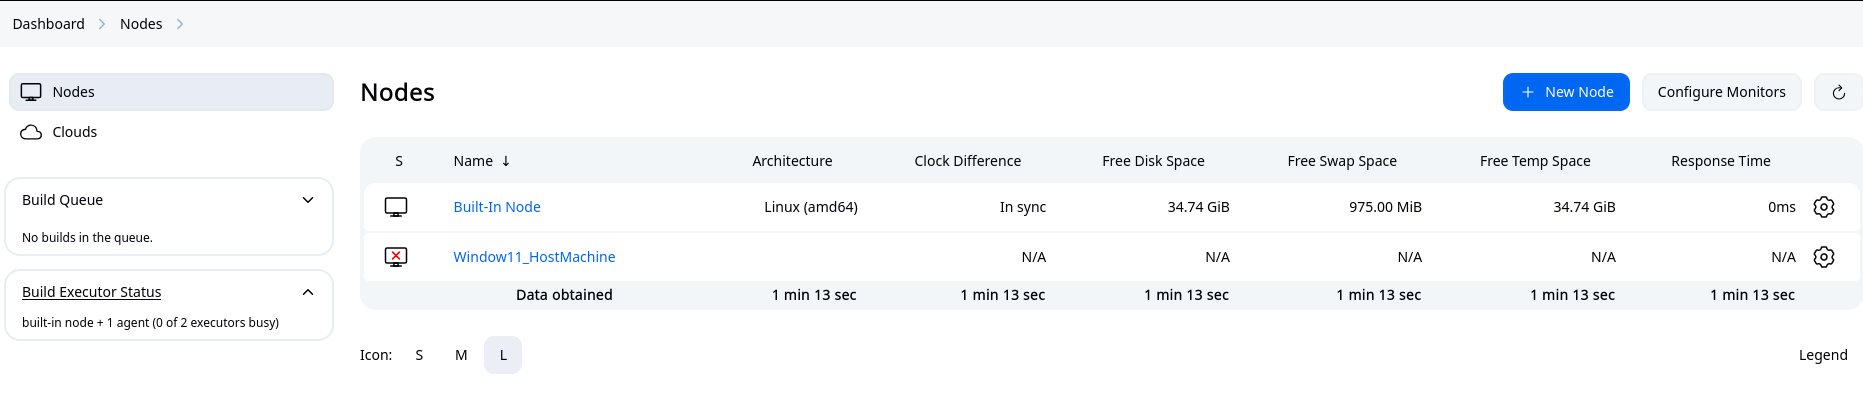 Dashboard Nodes
Nodes
Clouds
Build Queue
No builds in the queue.
Build Executor Status
built-in node + 1 agent (0 of 2 executors busy)
Nodes
+ New Node Configure Monitors
S Name ↓ Architecture Clock Difference Free Disk Space Free Swap Space Free Temp Space Response Time
Built-In Node Linux (amd64) In sync 34.74 GiB 975.00 MiB 34.74 GiB 0ms
Window11_HostMachine N/A N/A N/A N/A N/A
Data obtained 1 min 13 sec 1 min 13 sec 1 min 13 sec 1 min 13 sec 1 min 13 sec 1 min 13 sec
Icon: S M L Legend